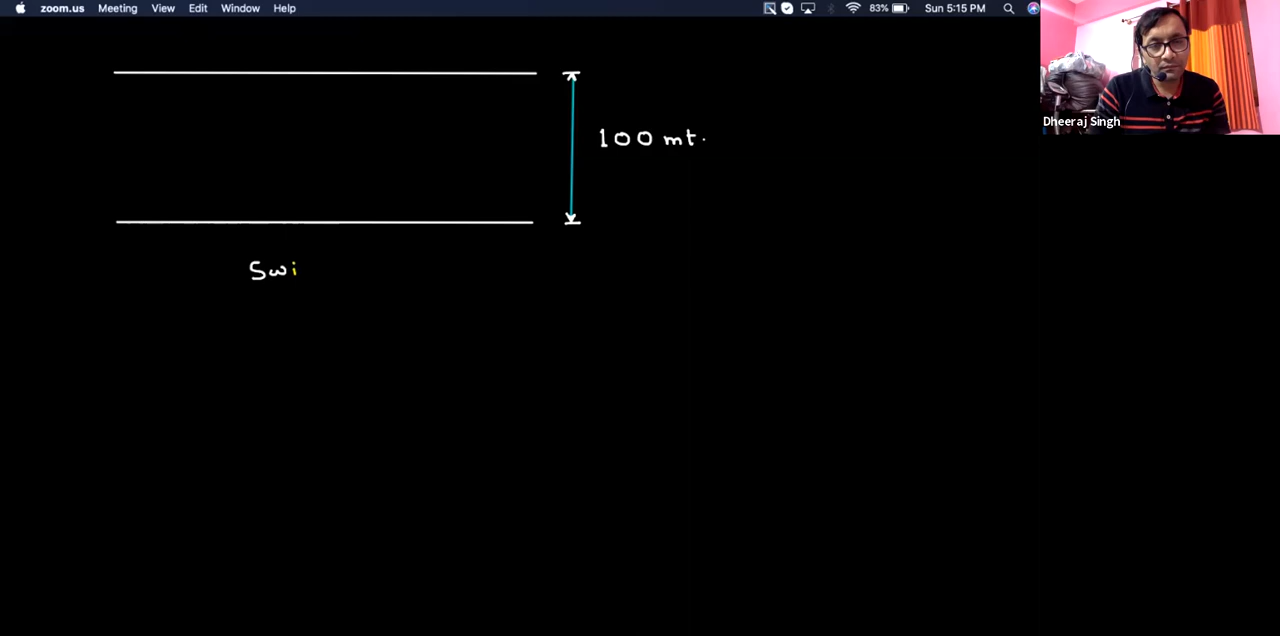 zoom.us Meeting View Edit Window Help 83% Sun 5:15 PM
Dheeraj Singh
100 mt.
Swi